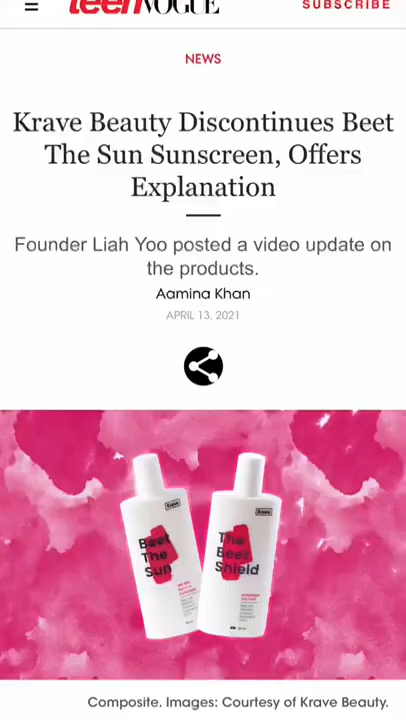 teen VOGUE
SUBSCRIBE
NEWS
Krave Beauty Discontinues Beet
The Sun Sunscreen, Offers
Explanation
Founder Liah Yoo posted a video update on
the products.
Aamina Khan
APRIL 13, 2021
Krave
Beet
The
Sun
Krave
The
Beet
Shield
Composite. Images: Courtesy of Krave Beauty.